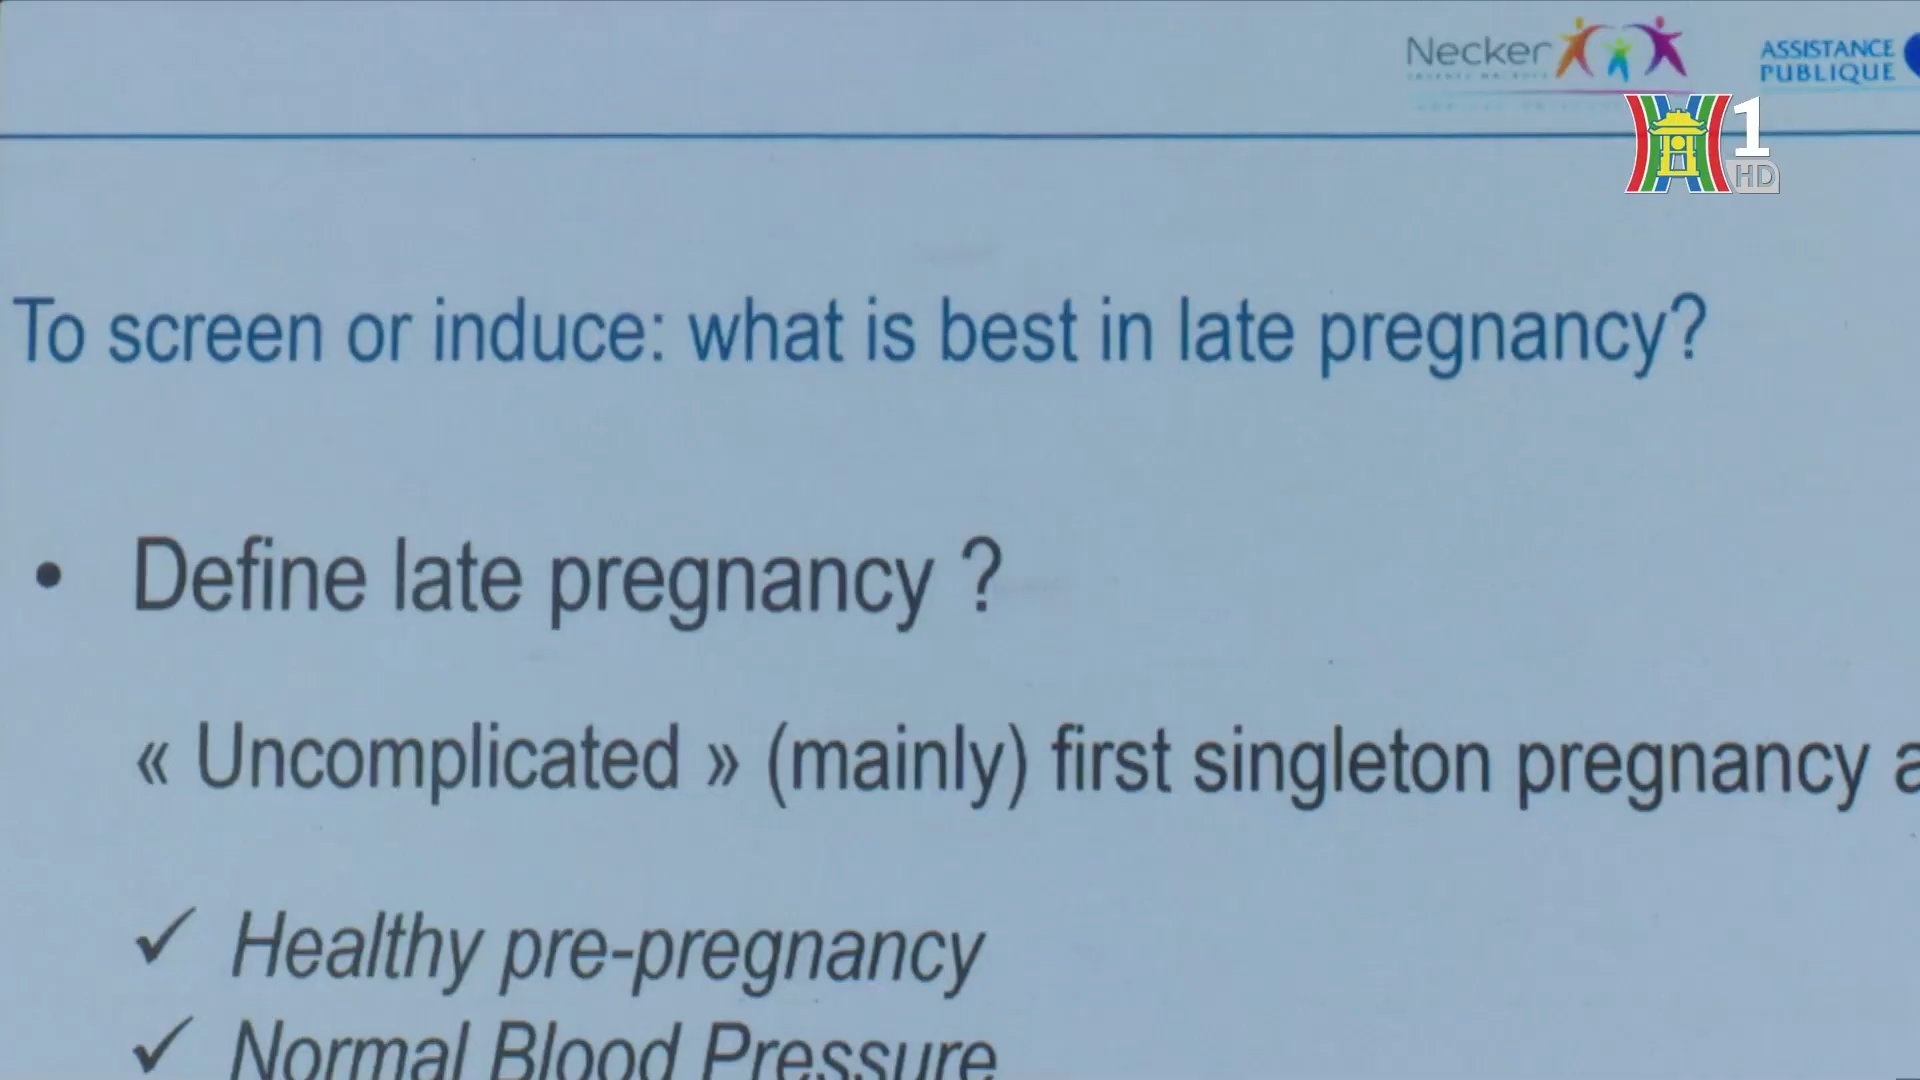 Necker
ASSISTANCE
PUBLIQUE
1
HD
To screen or induce: what is best in late pregnancy?
• Define late pregnancy ?
« Uncomplicated » (mainly) first singleton pregnancy a
✓ Healthy pre-pregnancy
✓ Normal Blood Pressure